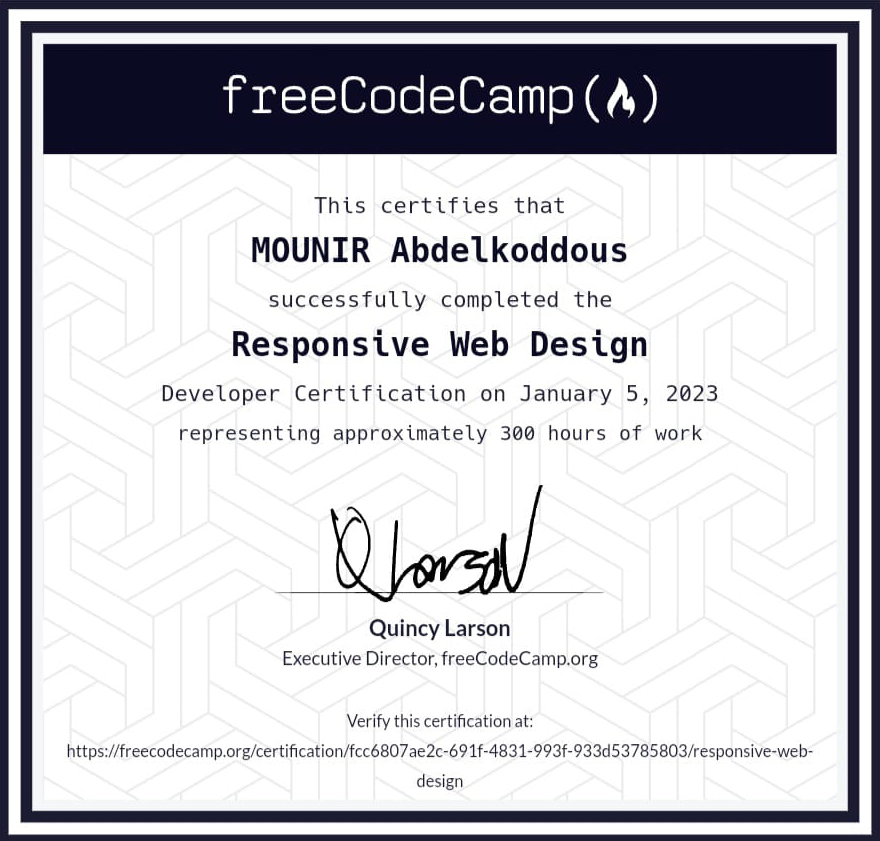 freeCodeCamp(🔥)
This certifies that
MOUNIR Abdelkoddous
successfully completed the
Responsive Web Design
Developer Certification on January 5, 2023
representing approximately 300 hours of work
Q Larson
Quincy Larson
Executive Director, freeCodeCamp.org
Verify this certification at:
https://freecodecamp.org/certification/fcc6807ae2c-691f-4831-993f-933d53785803/responsive-web-
design